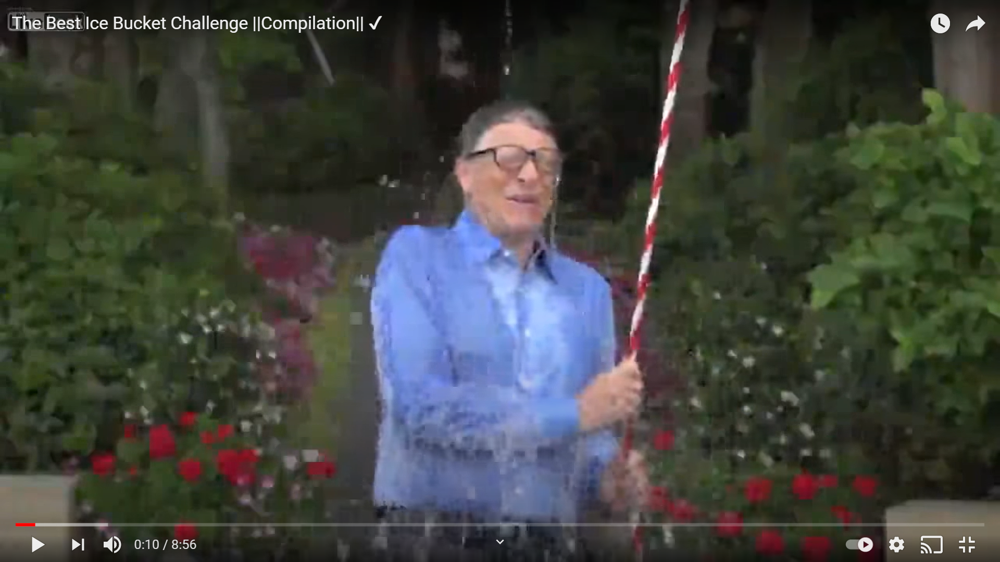 The Best Ice Bucket Challenge ||Compilation|| ✓
0:10 / 8:56